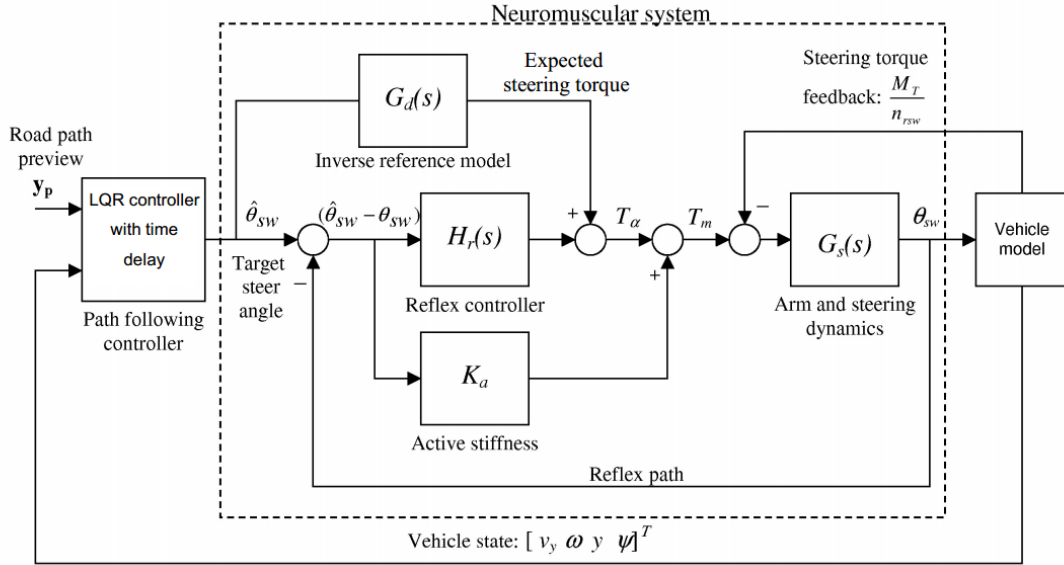 Neuromuscular system
Expected
steering torque
Steering torque
feedback: M_T / n_rsw
G_d(s)
Inverse reference model
Road path
preview
y_p
LQR controller
with time
delay
Path following
controller
θ̂_sw
Target
steer
angle
−
(θ̂_sw − θ_sw)
H_r(s)
Reflex controller
+
T_α
+
T_m
−
G_s(s)
Arm and steering
dynamics
θ_sw
Vehicle
model
K_a
Active stiffness
Reflex path
Vehicle state: [ v_y ω y ψ]^T